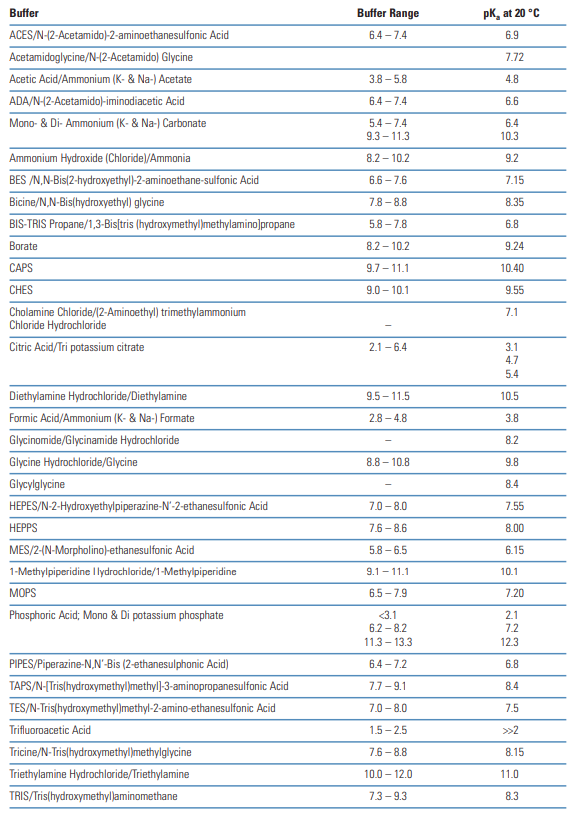 Buffer Buffer Range pKa at 20 °C
ACES/N-(2-Acetamido)-2-aminoethanesulfonic Acid 6.4 – 7.4 6.9
Acetamidoglycine/N-(2-Acetamido) Glycine 7.72
Acetic Acid/Ammonium (K- & Na-) Acetate 3.8 – 5.8 4.8
ADA/N-(2-Acetamido)-iminodiacetic Acid 6.4 – 7.4 6.6
Mono- & Di- Ammonium (K- & Na-) Carbonate 5.4 – 7.4 6.4
9.3 – 11.3 10.3
Ammonium Hydroxide (Chloride)/Ammonia 8.2 – 10.2 9.2
BES /N,N-Bis(2-hydroxyethyl)-2-aminoethane-sulfonic Acid 6.6 – 7.6 7.15
Bicine/N,N-Bis(hydroxyethyl) glycine 7.8 – 8.8 8.35
BIS-TRIS Propane/1,3-Bis[tris (hydroxymethyl)methylamino]propane 5.8 – 7.8 6.8
Borate 8.2 – 10.2 9.24
CAPS 9.7 – 11.1 10.40
CHES 9.0 – 10.1 9.55
Cholamine Chloride/(2-Aminoethyl) trimethylammonium 7.1
Chloride Hydrochloride –
Citric Acid/Tri potassium citrate 2.1 – 6.4 3.1
4.7
5.4
Diethylamine Hydrochloride/Diethylamine 9.5 – 11.5 10.5
Formic Acid/Ammonium (K- & Na-) Formate 2.8 – 4.8 3.8
Glycinomide/Glycinamide Hydrochloride – 8.2
Glycine Hydrochloride/Glycine 8.8 – 10.8 9.8
Glycylglycine – 8.4
HEPES/N-2-Hydroxyethylpiperazine-N'-2-ethanesulfonic Acid 7.0 – 8.0 7.55
HEPPS 7.6 – 8.6 8.00
MES/2-(N-Morpholino)-ethanesulfonic Acid 5.8 – 6.5 6.15
1-Methylpiperidine Hydrochloride/1-Methylpiperidine 9.1 – 11.1 10.1
MOPS 6.5 – 7.9 7.20
Phosphoric Acid; Mono & Di potassium phosphate <3.1 2.1
6.2 – 8.2 7.2
11.3 – 13.3 12.3
PIPES/Piperazine-N,N'-Bis (2-ethanesulphonic Acid) 6.4 – 7.2 6.8
TAPS/N-[Tris(hydroxymethyl)methyl]-3-aminopropanesulfonic Acid 7.7 – 9.1 8.4
TES/N-Tris(hydroxymethyl)methyl-2-amino-ethanesulfonic Acid 7.0 – 8.0 7.5
Trifluoroacetic Acid 1.5 – 2.5 >>2
Tricine/N-Tris(hydroxymethyl)methylglycine 7.6 – 8.8 8.15
Triethylamine Hydrochloride/Triethylamine 10.0 – 12.0 11.0
TRIS/Tris(hydroxymethyl)aminomethane 7.3 – 9.3 8.3